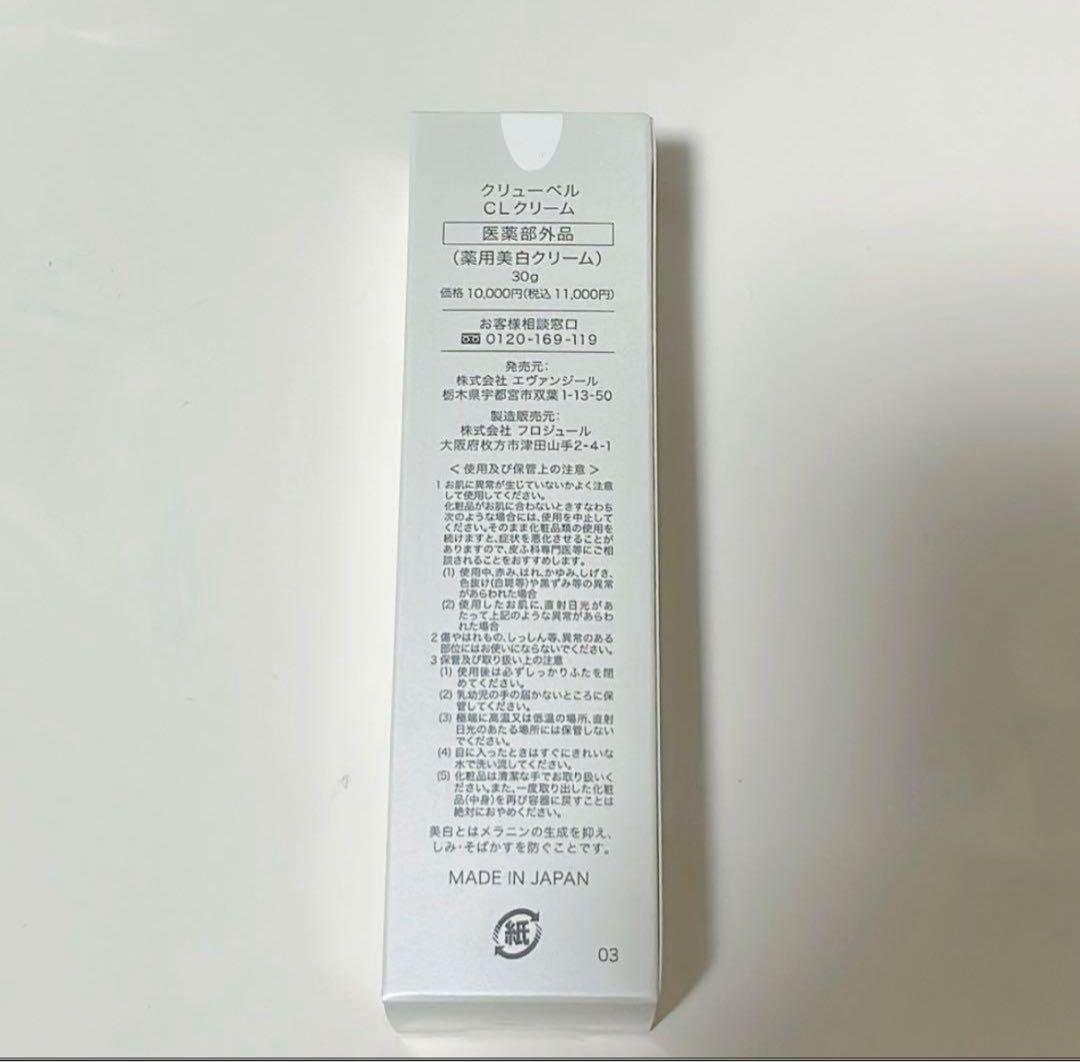 クリューベル
CLクリーム
医薬部外品
（薬用美白クリーム）
30g
価格10,000円(税込11,000円)
お客様相談窓口
0120-169-119
発売元:
株式会社 エヴァンジール
栃木県宇都宮市双葉1-13-50
製造販売元:
株式会社 フロジュール
大阪府枚方市津田山手2-4-1
＜使用及び保管上の注意＞
1 お肌に異常が生じていないかよく注意
して使用してください。
化粧品がお肌に合わないときすなわち
次のような場合には、使用を中止して
ください。そのまま化粧品類の使用を
続けますと、症状を悪化させることが
ありますので、皮ふ科専門医等にご相
談されることをおすすめします。
(1) 使用中、赤み、はれ、かゆみ、しげき、
色抜け(白斑等)や黒ずみ等の異常
があらわれた場合
(2) 使用したお肌に、直射日光があ
たって上記のような異常があらわ
れた場合
2 傷やはれもの、しっしん等、異常のある
部位にはお使いにならないでください。
3 保管及び取り扱い上の注意
(1) 使用後は必ずしっかりふたを閉
めてください。
(2) 乳幼児の手の届かないところに保
管してください。
(3) 極端に高温又は低温の場所、直射
日光のあたる場所には保管しない
でください。
(4) 目に入ったときはすぐにきれいな
水で洗い流してください。
(5) 化粧品は清潔な手でお取り扱いく
ださい。また、一度取り出した化粧
品(中身)を再び容器に戻すことは
絶対におやめください。
美白とはメラニンの生成を抑え、
しみ・そばかすを防ぐことです。
MADE IN JAPAN
紙
03